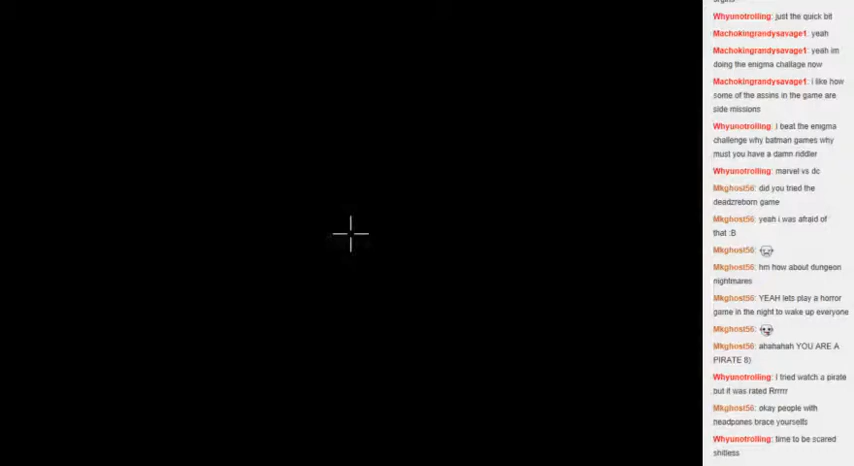 Whyunotrolling: just the quick bit
Machokingrandysavage1: yeah
Machokingrandysavage1: yeah im
doing the enigma challage now
Machokingrandysavage1: i like how
some of the assins in the game are
side missions
Whyunotrolling: I beat the enigma
challenge why batman games why
must you have a damn riddler
Whyunotrolling: marvel vs dc
Mkghost56: did you tried the
deadzreborn game
Mkghost56: yeah i was afraid of
that :B
Mkghost56:
Mkghost56: hm how about dungeon
nightmares
Mkghost56: YEAH lets play a horror
game in the night to wake up everyone
Mkghost56:
Mkghost56: ahahahah YOU ARE A
PIRATE 8)
Whyunotrolling: I tried watch a pirate
but it was rated Rrrrrr
Mkghost56: okay people with
headpones brace yourselfs
Whyunotrolling: time to be scared
shitless